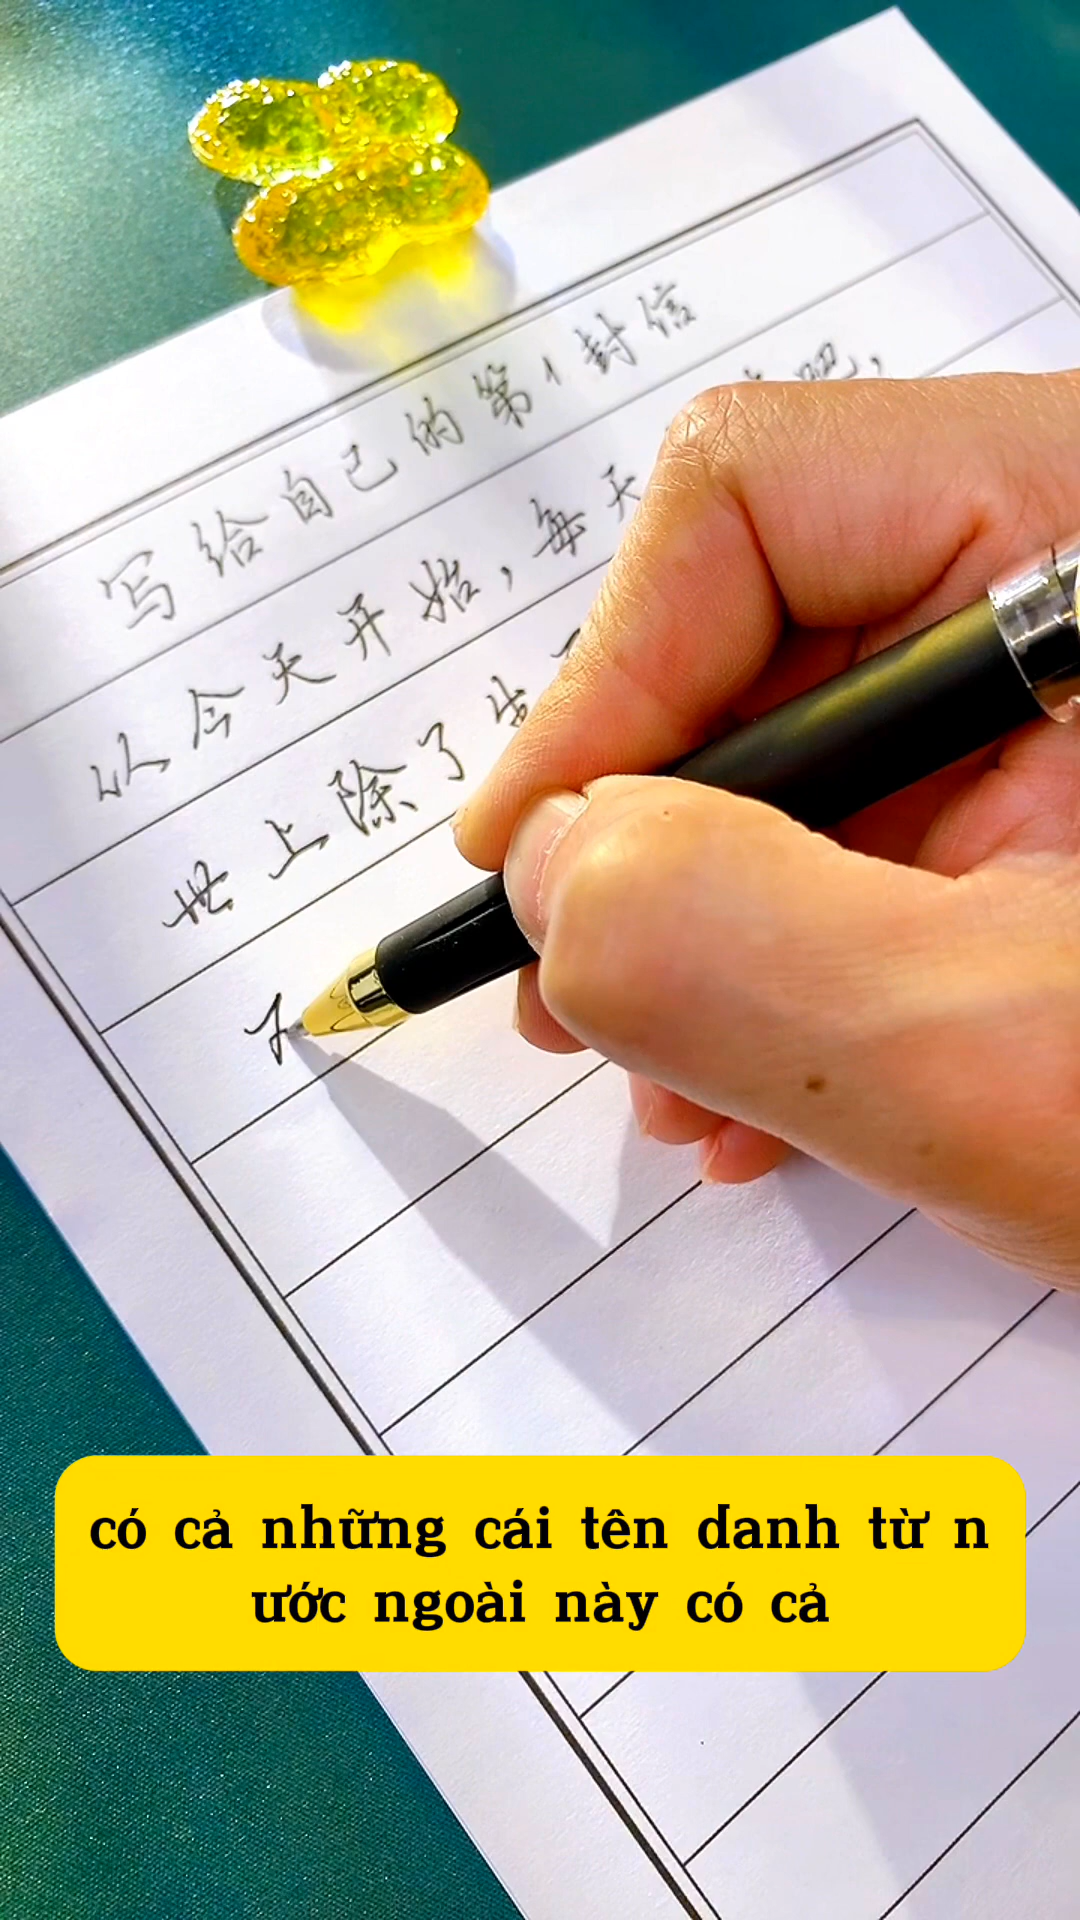 写给自己的第1封信
从今天开始，每天 吧，
世上除了生
có cả những cái tên danh từ n
ước ngoài này có cả